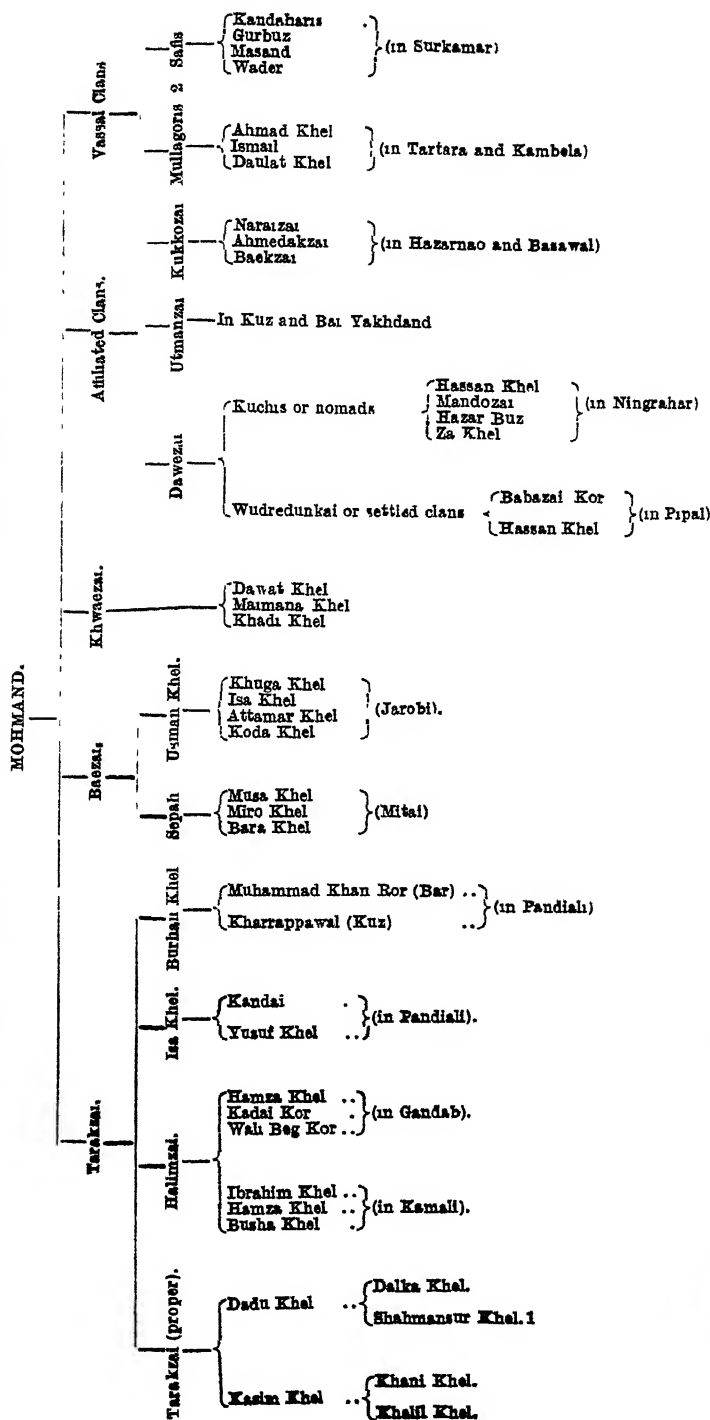 MOHMAND.
Vassal Clans
Safis
Kandaharis
Gurbuz
Masand
Wader
(in Surkamar)
Mullagoris 2
Ahmad Khel
Ismail
Daulat Khel
(in Tartara and Kambela)
Affiliated Clans.
Kukkozai
Naraizai
Ahmedakzai
Baekzai
(in Hazarnao and Basawal)
Utmanzai
In Kuz and Bai Yakhdand
Dawezai
Kuchis or nomads
Hassan Khel
Mandozai
Hazar Buz
Za Khel
(in Ningrahar)
Wudredunkai or settled clans
Babazai Kor
Hassan Khel
(in Pipal)
Khwaezai.
Dawat Khel
Maimana Khel
Khadi Khel
Baezai.
Usman Khel.
Khuga Khel
Isa Khel
Attamar Khel
Koda Khel
(Jarobi).
Sepah
Musa Khel
Miro Khel
Bara Khel
(Mitai)
Tarakzai.
Burhan Khel
Muhammad Khan Ror (Bar) ..
Kharrappawal (Kuz) ..
(in Pandiali)
Isa Khel.
Kandai .
Yusuf Khel ..
(in Pandiali).
Halimzai.
Hamza Khel ..
Kadai Kor .
Wali Beg Kor ..
(in Gandab).
Ibrahim Khel ..
Hamza Khel ..
Busha Khel .
(in Kamali).
Tarakzai (proper).
Dadu Khel ..
Dalka Khel.
Shahmansur Khel. 1
Kasim Khel ..
Khani Khel.
Khalil Khel.